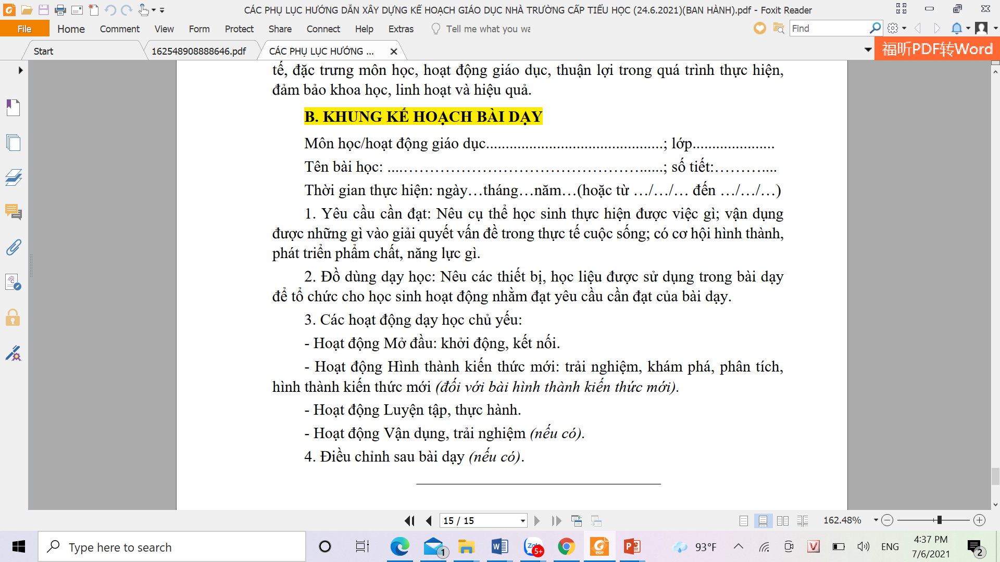 CÁC PHỤ LỤC HƯỚNG DẪN XÂY DỰNG KẾ HOẠCH GIÁO DỤC NHÀ TRƯỜNG CẤP TIỂU HỌC (24.6.2021)(BAN HÀNH).pdf - Foxit Reader
File Home Comment View Form Protect Share Connect Help Extras Tell me what you wa Find
Start 162548908888646.pdf CÁC PHỤ LỤC HƯỚNG ... 福昕PDF转Word
tế, đặc trưng môn học, hoạt động giáo dục, thuận lợi trong quá trình thực hiện,
đảm bảo khoa học, linh hoạt và hiệu quả.
B. KHUNG KẾ HOẠCH BÀI DẠY
Môn học/hoạt động giáo dục.............................................; lớp.....................
Tên bài học: ....……………………………………………......; số tiết:………....
Thời gian thực hiện: ngày…tháng…năm…(hoặc từ …/…/… đến …/…/…)
1. Yêu cầu cần đạt: Nêu cụ thể học sinh thực hiện được việc gì; vận dụng
được những gì vào giải quyết vấn đề trong thực tế cuộc sống; có cơ hội hình thành,
phát triển phẩm chất, năng lực gì.
2. Đồ dùng dạy học: Nêu các thiết bị, học liệu được sử dụng trong bài dạy
để tổ chức cho học sinh hoạt động nhằm đạt yêu cầu cần đạt của bài dạy.
3. Các hoạt động dạy học chủ yếu:
- Hoạt động Mở đầu: khởi động, kết nối.
- Hoạt động Hình thành kiến thức mới: trải nghiệm, khám phá, phân tích,
hình thành kiến thức mới (đối với bài hình thành kiến thức mới).
- Hoạt động Luyện tập, thực hành.
- Hoạt động Vận dụng, trải nghiệm (nếu có).
4. Điều chỉnh sau bài dạy (nếu có).
15 / 15 162.48%
Type here to search 1 Zalo 5+ 93°F ENG 4:37 PM
7/6/2021 2